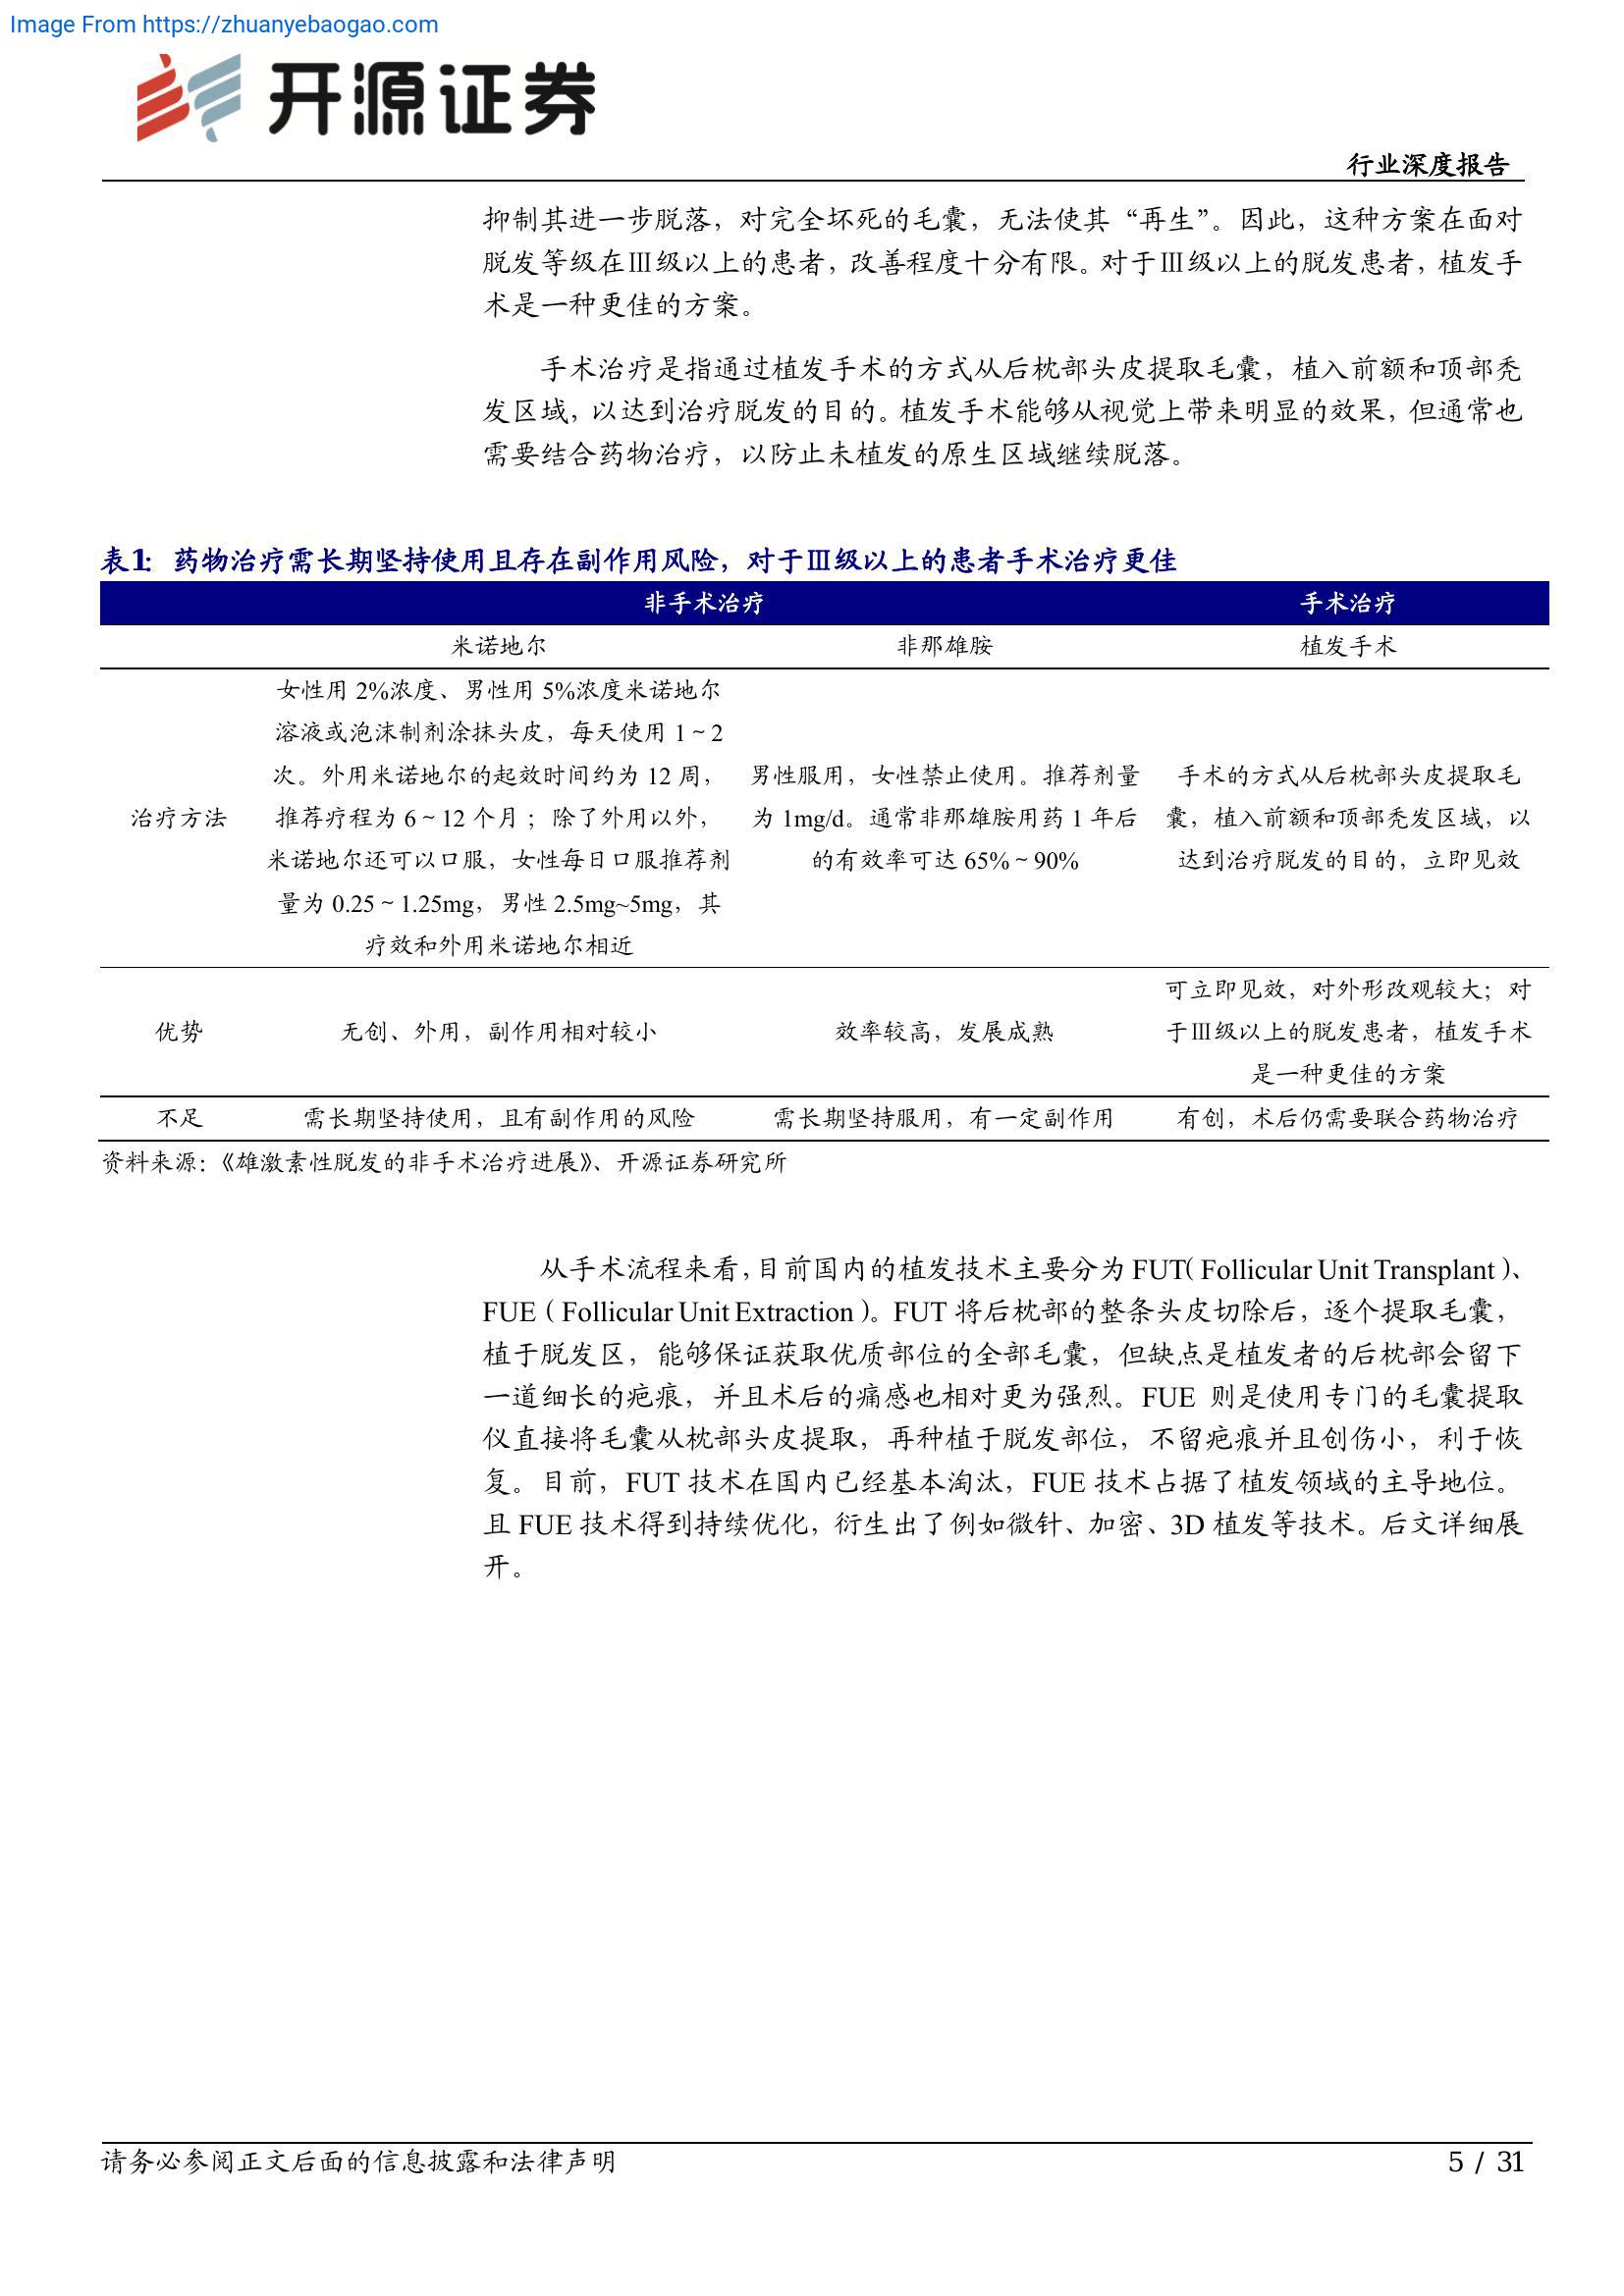 Image From https://zhuanyebaogao.com
开源证券
行业深度报告
抑制其进一步脱落，对完全坏死的毛囊，无法使其“再生”。因此，这种方案在面对
脱发等级在Ⅲ级以上的患者，改善程度十分有限。对于Ⅲ级以上的脱发患者，植发手
术是一种更佳的方案。
手术治疗是指通过植发手术的方式从后枕部头皮提取毛囊，植入前额和顶部秃
发区域，以达到治疗脱发的目的。植发手术能够从视觉上带来明显的效果，但通常也
需要结合药物治疗，以防止未植发的原生区域继续脱落。
表1：药物治疗需长期坚持使用且存在副作用风险，对于Ⅲ级以上的患者手术治疗更佳
非手术治疗 手术治疗
米诺地尔 非那雄胺 植发手术
治疗方法
女性用 2%浓度、男性用 5%浓度米诺地尔
溶液或泡沫制剂涂抹头皮，每天使用 1～2
次。外用米诺地尔的起效时间约为 12 周，
推荐疗程为 6～12 个月；除了外用以外，
米诺地尔还可以口服，女性每日口服推荐剂
量为 0.25～1.25mg，男性 2.5mg~5mg，其
疗效和外用米诺地尔相近
男性服用，女性禁止使用。推荐剂量
为 1mg/d。通常非那雄胺用药 1 年后
的有效率可达 65%～90%
手术的方式从后枕部头皮提取毛
囊，植入前额和顶部秃发区域，以
达到治疗脱发的目的，立即见效
优势
无创、外用，副作用相对较小
效率较高，发展成熟
可立即见效，对外形改观较大；对
于Ⅲ级以上的脱发患者，植发手术
是一种更佳的方案
不足 需长期坚持使用，且有副作用的风险 需长期坚持服用，有一定副作用 有创，术后仍需要联合药物治疗
资料来源：《雄激素性脱发的非手术治疗进展》、开源证券研究所
从手术流程来看，目前国内的植发技术主要分为 FUT（Follicular Unit Transplant）、
FUE（Follicular Unit Extraction）。FUT 将后枕部的整条头皮切除后，逐个提取毛囊，
植于脱发区，能够保证获取优质部位的全部毛囊，但缺点是植发者的后枕部会留下
一道细长的疤痕，并且术后的痛感也相对更为强烈。FUE 则是使用专门的毛囊提取
仪直接将毛囊从枕部头皮提取，再种植于脱发部位，不留疤痕并且创伤小，利于恢
复。目前，FUT 技术在国内已经基本淘汰，FUE 技术占据了植发领域的主导地位。
且 FUE 技术得到持续优化，衍生出了例如微针、加密、3D 植发等技术。后文详细展
开。
请务必参阅正文后面的信息披露和法律声明 5 / 31